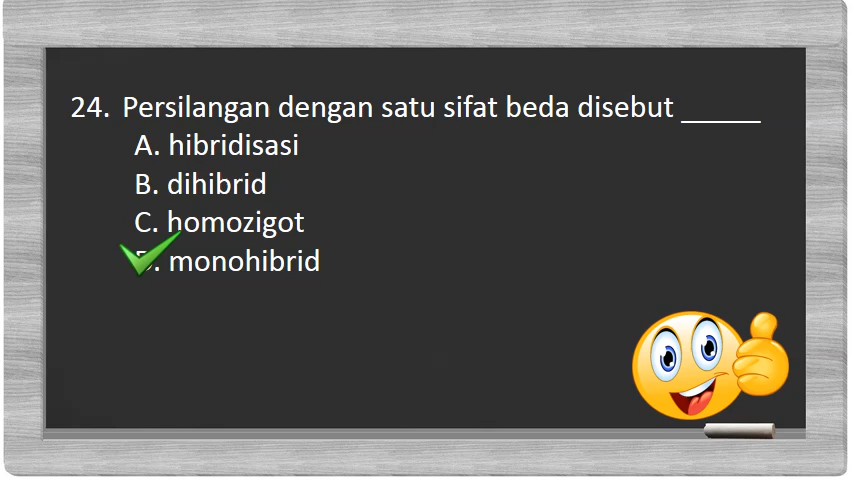 24. Persilangan dengan satu sifat beda disebut _____
A. hibridisasi
B. dihibrid
C. homozigot
D. monohibrid